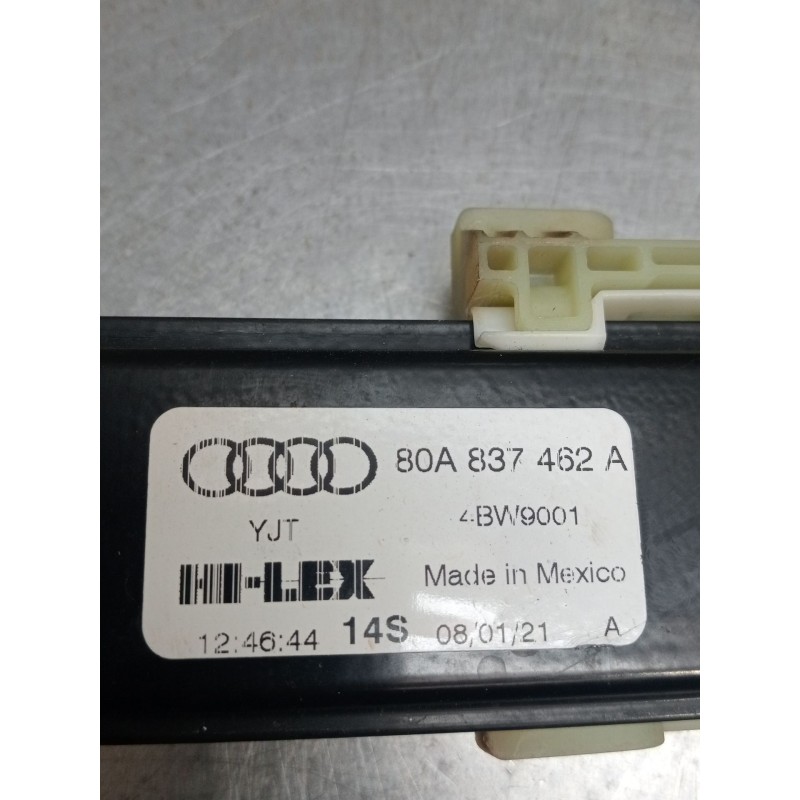 80A 837 462 A
YJT 4BW9001
HI-LEX Made in Mexico
12:46:44 14S 08/01/21 A